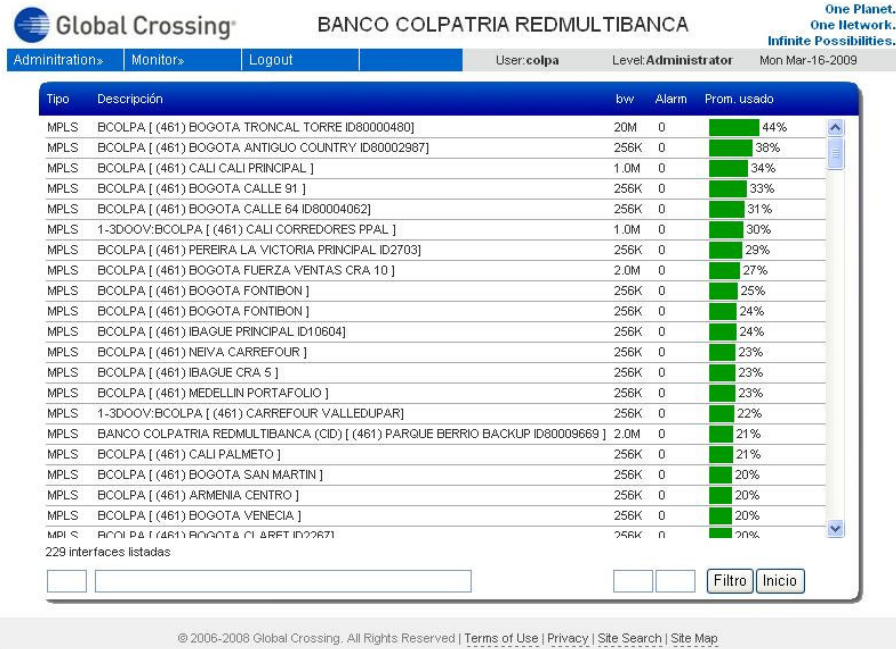 Global Crossing
BANCO COLPATRIA REDMULTIBANCA
One Planet.
One Network.
Infinite Possibilities.
Adminitration» Monitor» Logout User:colpa Level:Administrator Mon Mar-16-2009
Tipo Descripción bw Alarm Prom. usado
MPLS BCOLPA [ (461) BOGOTA TRONCAL TORRE ID80000480] 20M 0 44%
MPLS BCOLPA [ (461) BOGOTA ANTIGUO COUNTRY ID80002987] 256K 0 38%
MPLS BCOLPA [ (461) CALI CALI PRINCIPAL ] 1.0M 0 34%
MPLS BCOLPA [ (461) BOGOTA CALLE 91 ] 256K 0 33%
MPLS BCOLPA [ (461) BOGOTA CALLE 64 ID80004062] 256K 0 31%
MPLS 1-3DOOV:BCOLPA [ (461) CALI CORREDORES PPAL ] 1.0M 0 30%
MPLS BCOLPA [ (461) PEREIRA LA VICTORIA PRINCIPAL ID2703] 256K 0 29%
MPLS BCOLPA [ (461) BOGOTA FUERZA VENTAS CRA 10 ] 2.0M 0 27%
MPLS BCOLPA [ (461) BOGOTA FONTIBON ] 256K 0 25%
MPLS BCOLPA [ (461) BOGOTA FONTIBON ] 256K 0 24%
MPLS BCOLPA [ (461) IBAGUE PRINCIPAL ID10604] 256K 0 24%
MPLS BCOLPA [ (461) NEIVA CARREFOUR ] 256K 0 23%
MPLS BCOLPA [ (461) IBAGUE CRA 5 ] 256K 0 23%
MPLS BCOLPA [ (461) MEDELLIN PORTAFOLIO ] 256K 0 23%
MPLS 1-3DOOV:BCOLPA [ (461) CARREFOUR VALLEDUPAR] 256K 0 22%
MPLS BANCO COLPATRIA REDMULTIBANCA (CID) [ (461) PARQUE BERRIO BACKUP ID80009669 ] 2.0M 0 21%
MPLS BCOLPA [ (461) CALI PALMETO ] 256K 0 21%
MPLS BCOLPA [ (461) BOGOTA SAN MARTIN ] 256K 0 20%
MPLS BCOLPA [ (461) ARMENIA CENTRO ] 256K 0 20%
MPLS BCOLPA [ (461) BOGOTA VENECIA ] 256K 0 20%
MPLS BCOLPA [ (461) BOGOTA CLARET ID2267] 256K 0 20%
229 interfaces listadas
Filtro Inicio
© 2006-2008 Global Crossing. All Rights Reserved | Terms of Use | Privacy | Site Search | Site Map